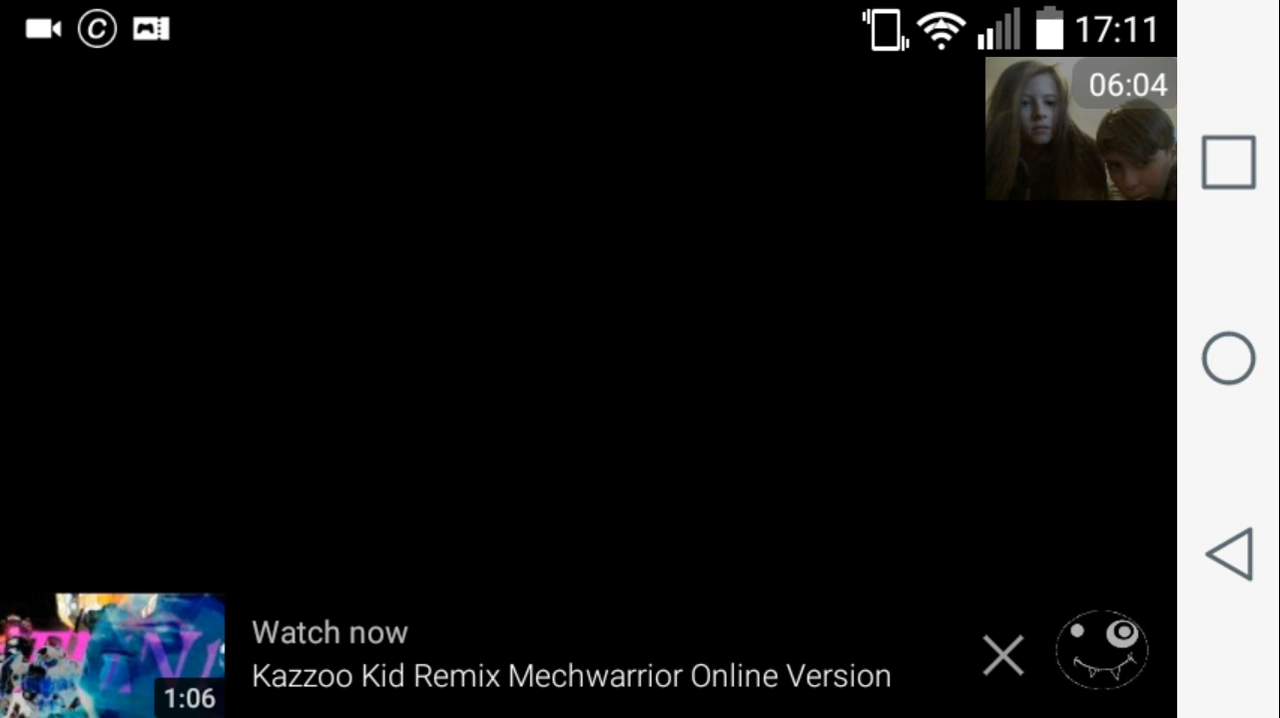 C
17:11
06:04
Watch now
Kazzoo Kid Remix Mechwarrior Online Version
1:06